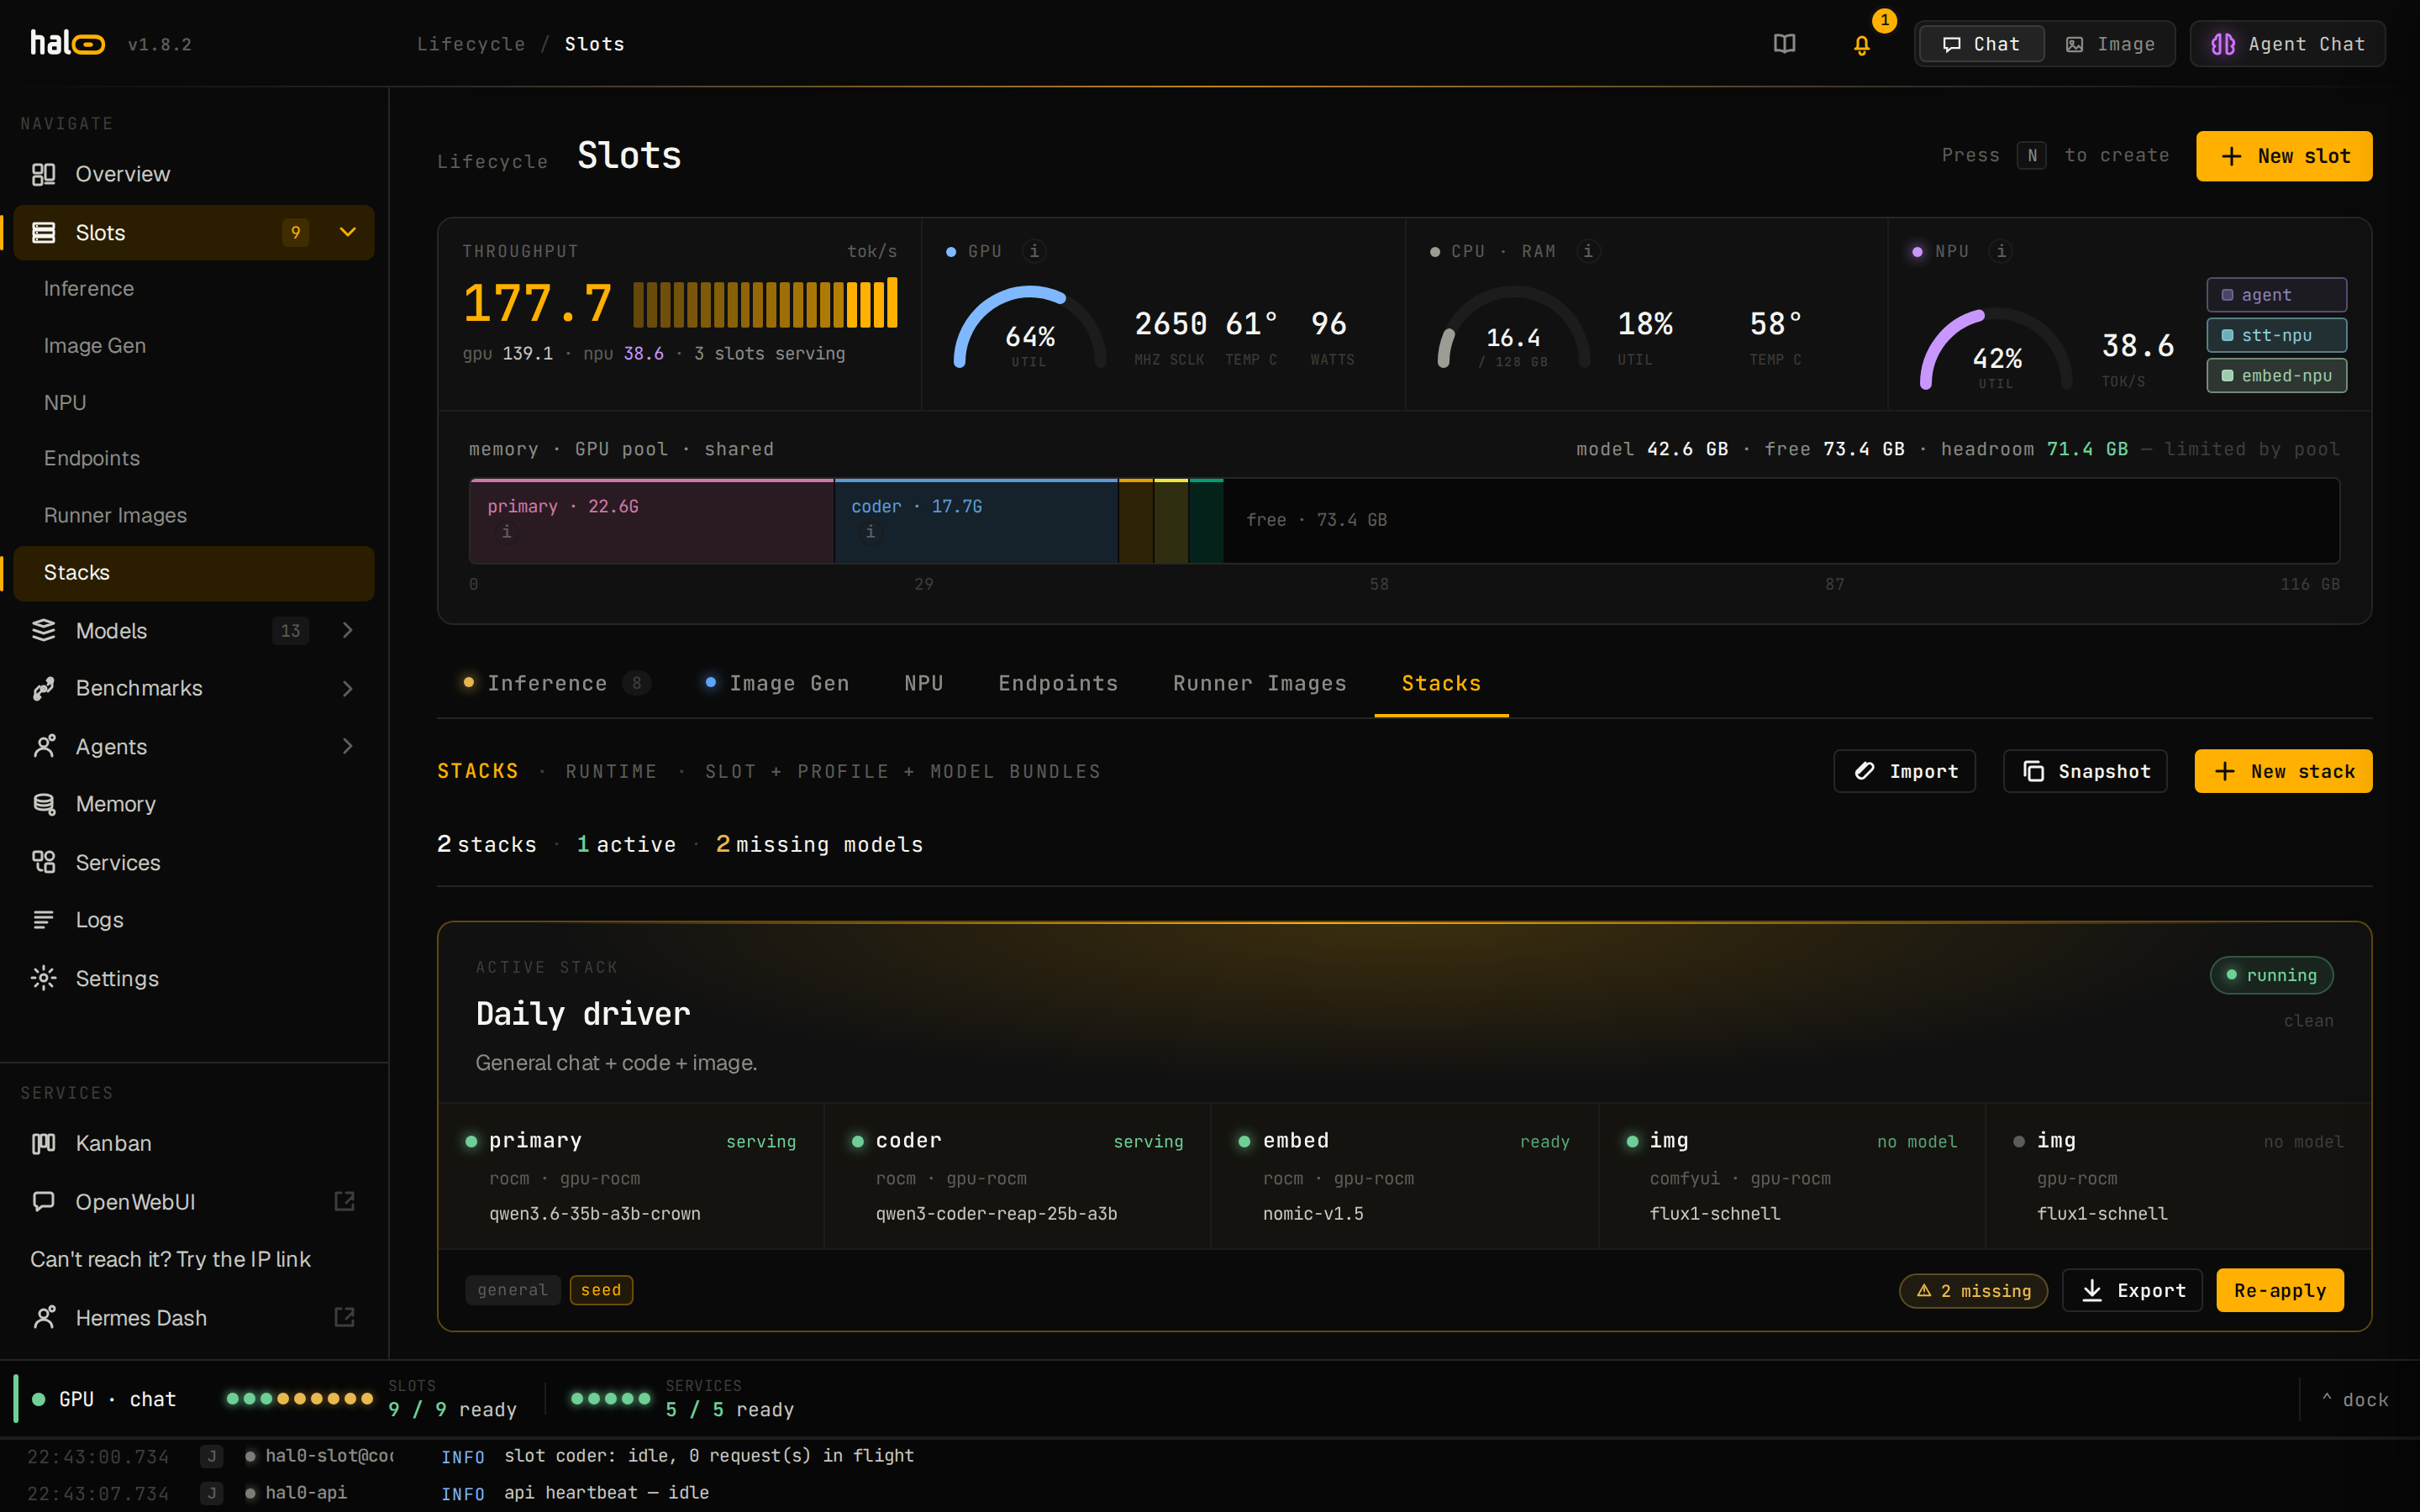 halo v1.8.2
Lifecycle / Slots
1
Chat
Image
Agent Chat
NAVIGATE
Overview
Slots 9
Inference
Image Gen
NPU
Endpoints
Runner Images
Stacks
Models 13
Benchmarks
Agents
Memory
Services
Logs
Settings
SERVICES
Kanban
OpenWebUI
Can't reach it? Try the IP link
Hermes Dash
Lifecycle Slots
Press N to create
+ New slot
THROUGHPUT tok/s
177.7
gpu 139.1 · npu 38.6 · 3 slots serving
GPU i
64%
UTIL
2650 61° 96
MHZ SCLK TEMP C WATTS
CPU · RAM i
16.4
/ 128 GB
18% 58°
UTIL TEMP C
NPU i
42%
UTIL
38.6
TOK/S
agent
stt-npu
embed-npu
memory · GPU pool · shared
model 42.6 GB · free 73.4 GB · headroom 71.4 GB — limited by pool
primary · 22.6G
i
coder · 17.7G
i
free · 73.4 GB
0 29 58 87 116 GB
Inference 8 Image Gen NPU Endpoints Runner Images Stacks
STACKS · RUNTIME · SLOT + PROFILE + MODEL BUNDLES
Import
Snapshot
+ New stack
2 stacks · 1 active · 2 missing models
ACTIVE STACK
Daily driver
General chat + code + image.
running
clean
primary serving
rocm · gpu-rocm
qwen3.6-35b-a3b-crown
coder serving
rocm · gpu-rocm
qwen3-coder-reap-25b-a3b
embed ready
rocm · gpu-rocm
nomic-v1.5
img no model
comfyui · gpu-rocm
flux1-schnell
img no model
gpu-rocm
flux1-schnell
general seed
⚠ 2 missing
Export
Re-apply
GPU · chat
SLOTS
9 / 9 ready
SERVICES
5 / 5 ready
^ dock
22:43:00.734 J hal0-slot@coc INFO slot coder: idle, 0 request(s) in flight
22:43:07.734 J hal0-api INFO api heartbeat — idle